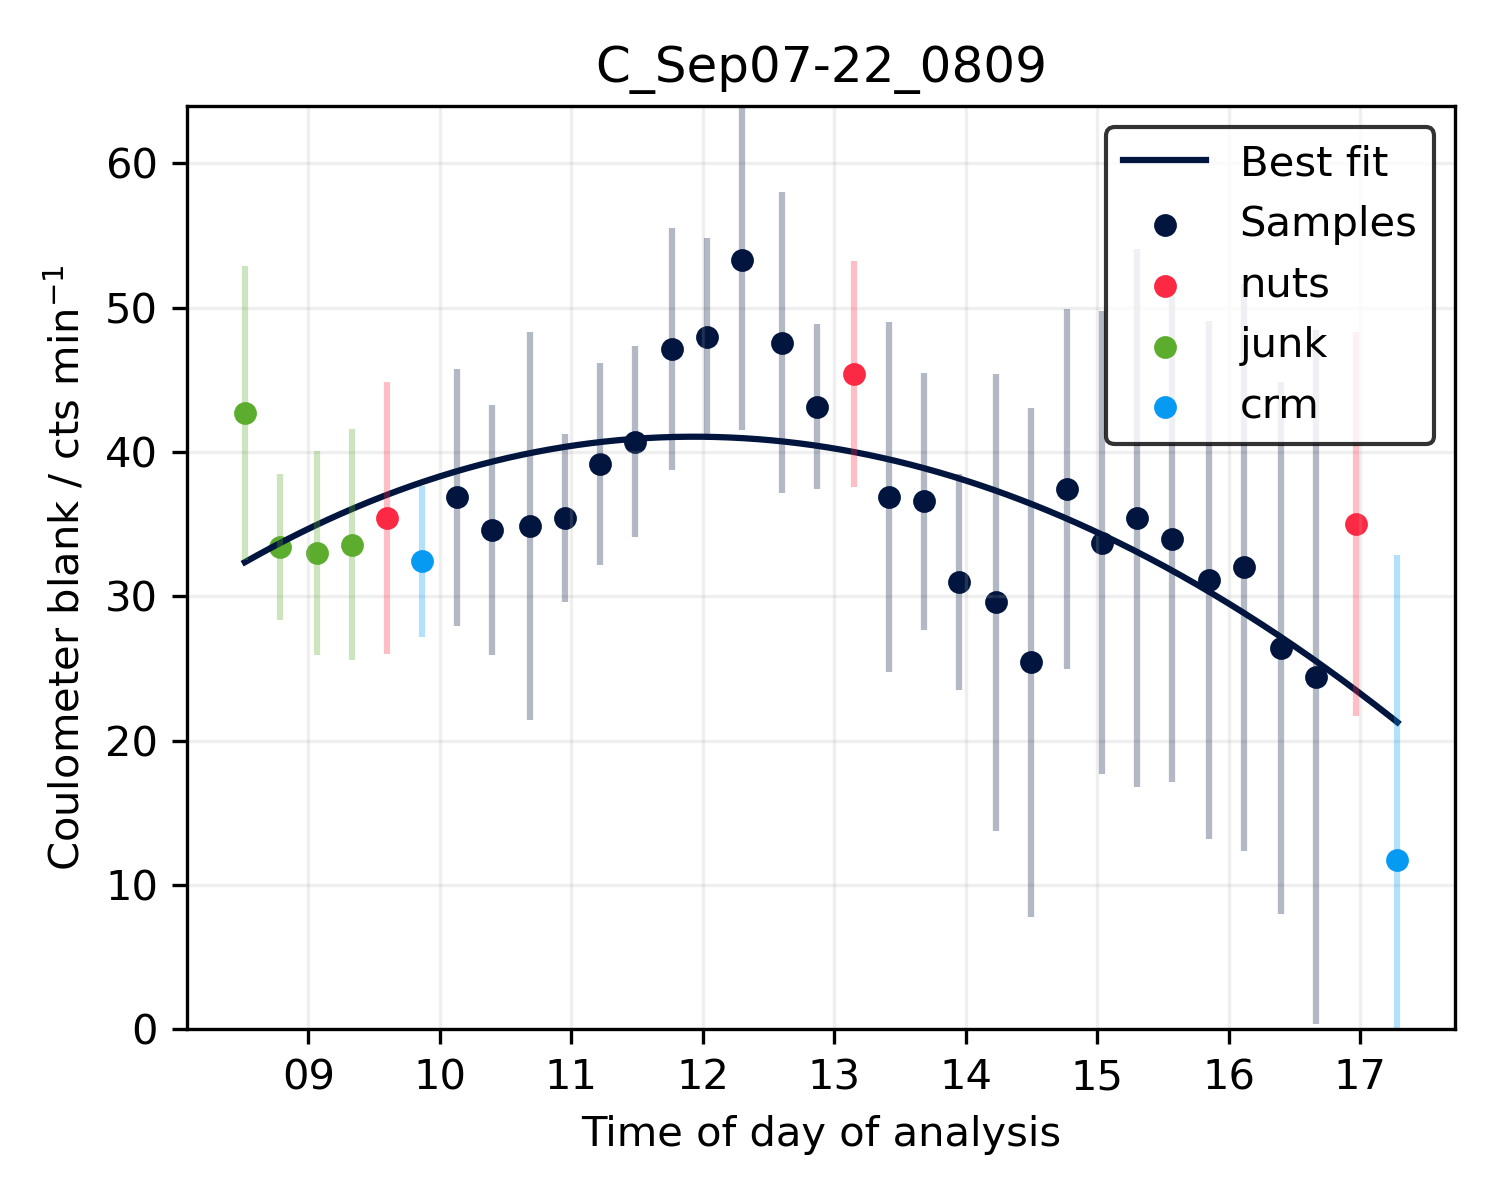 C_Sep07-22_0809
Coulometer blank / cts min⁻¹
60
50
40
30
20
10
0
Best fit
Samples
nuts
junk
crm
09 10 11 12 13 14 15 16 17
Time of day of analysis